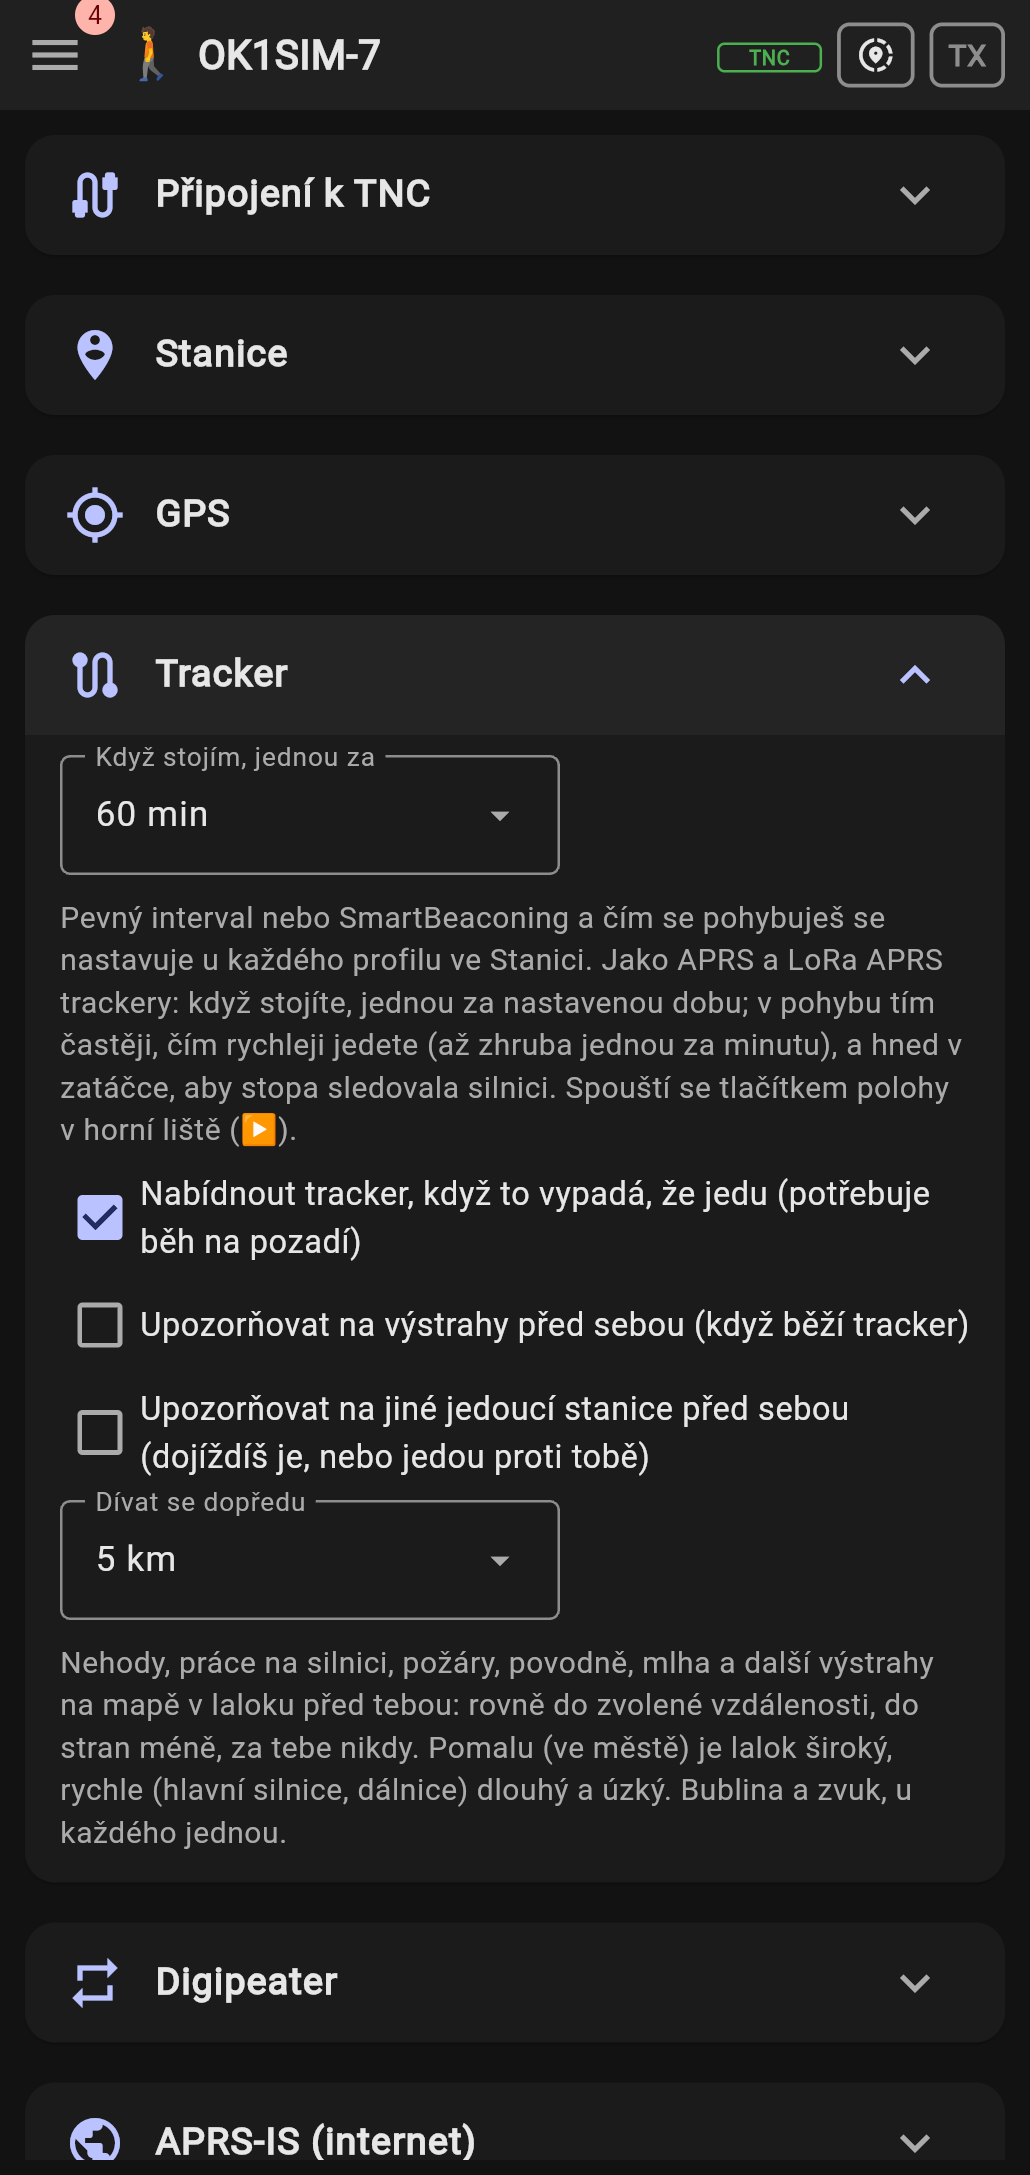 4
OK1SIM-7
TNC
TX
Připojení k TNC
Stanice
GPS
Tracker
Když stojím, jednou za
60 min
Pevný interval nebo SmartBeaconing a čím se pohybuješ se
nastavuje u každého profilu ve Stanici. Jako APRS a LoRa APRS
trackery: když stojíte, jednou za nastavenou dobu; v pohybu tím
častěji, čím rychleji jedete (až zhruba jednou za minutu), a hned v
zatáčce, aby stopa sledovala silnici. Spouští se tlačítkem polohy
v horní liště (▶️).
Nabídnout tracker, když to vypadá, že jedu (potřebuje
běh na pozadí)
Upozorňovat na výstrahy před sebou (když běží tracker)
Upozorňovat na jiné jedoucí stanice před sebou
(dojíždíš je, nebo jedou proti tobě)
Dívat se dopředu
5 km
Nehody, práce na silnici, požáry, povodně, mlha a další výstrahy
na mapě v laloku před tebou: rovně do zvolené vzdálenosti, do
stran méně, za tebe nikdy. Pomalu (ve městě) je lalok široký,
rychle (hlavní silnice, dálnice) dlouhý a úzký. Bublina a zvuk, u
každého jednou.
Digipeater
APRS-IS (internet)